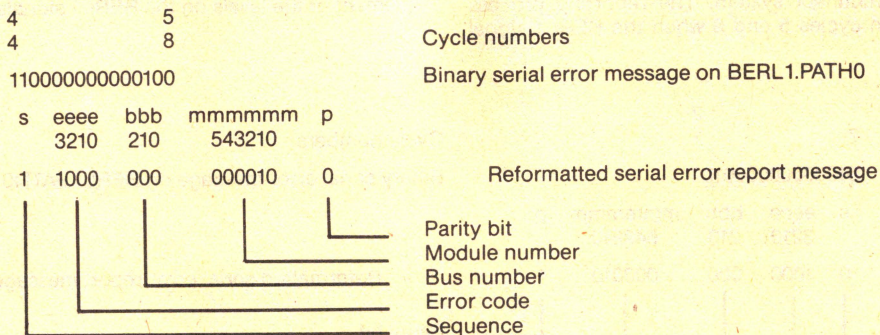 4 5
4 8 Cycle numbers
110000000000100 Binary serial error message on BERL1.PATH0
s eeee bbb mmmmmmm p
3210 210 543210
1 1000 000 000010 0 Reformatted serial error report message
Parity bit
Module number
Bus number
Error code
Sequence